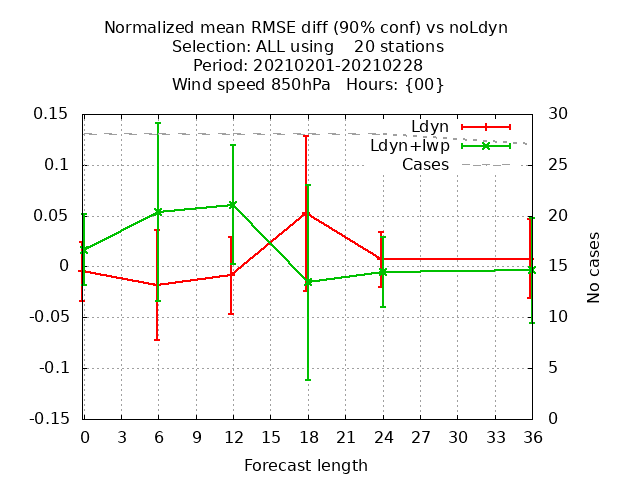 Normalized mean RMSE diff (90% conf) vs noLdyn
Selection: ALL using    20 stations
Period: 20210201-20210228
Wind speed 850hPa   Hours: {00}
0.15
0.1
0.05
0
-0.05
-0.1
-0.15
30
25
20
15
10
5
0
Ldyn
Ldyn+lwp
Cases
No cases
0 3 6 9 12 15 18 21 24 27 30 33 36
Forecast length